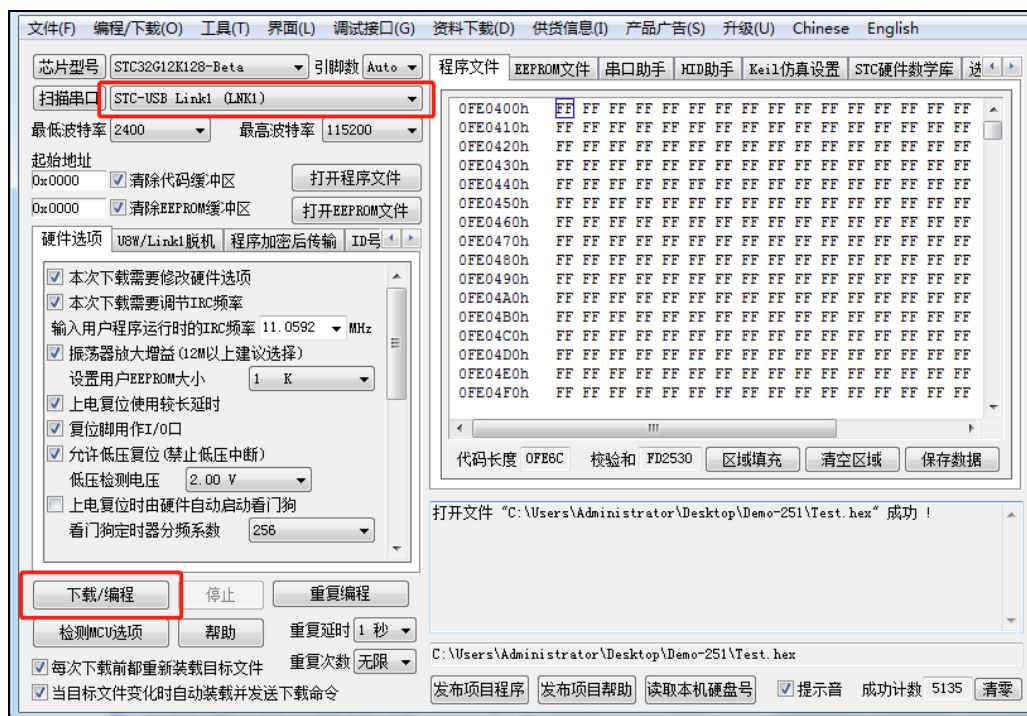 文件(F) 编程/下载(O) 工具(T) 界面(L) 调试接口(G) 资料下载(D) 供货信息(I) 产品广告(S) 升级(U) Chinese English
芯片型号 STC32G12K128-Beta 引脚数 Auto
扫描串口 STC-USB Link1 (LNK1)
最低波特率 2400 最高波特率 115200
起始地址
0x0000 清除代码缓冲区 打开程序文件
0x0000 清除EEPROM缓冲区 打开EEPROM文件
硬件选项 U8W/Link1脱机 程序加密后传输 ID号
本次下载需要修改硬件选项
本次下载需要调节IRC频率
输入用户程序运行时的IRC频率 11.0592 MHz
振荡器放大增益(12M以上建议选择)
设置用户EEPROM大小 1 K
上电复位使用较长延时
复位脚用作I/O口
允许低压复位(禁止低压中断)
低压检测电压 2.00 V
上电复位时由硬件自动启动看门狗
看门狗定时器分频系数 256
下载/编程 停止 重复编程
检测MCU选项 帮助 重复延时 1 秒
每次下载前都重新装载目标文件 重复次数 无限
当目标文件变化时自动装载并发送下载命令
程序文件 EEPROM文件 串口助手 HID助手 Keil仿真设置 STC硬件数学库 选
0FE0400h FF FF FF FF FF FF FF FF FF FF FF FF FF FF FF FF
0FE0410h FF FF FF FF FF FF FF FF FF FF FF FF FF FF FF FF
0FE0420h FF FF FF FF FF FF FF FF FF FF FF FF FF FF FF FF
0FE0430h FF FF FF FF FF FF FF FF FF FF FF FF FF FF FF FF
0FE0440h FF FF FF FF FF FF FF FF FF FF FF FF FF FF FF FF
0FE0450h FF FF FF FF FF FF FF FF FF FF FF FF FF FF FF FF
0FE0460h FF FF FF FF FF FF FF FF FF FF FF FF FF FF FF FF
0FE0470h FF FF FF FF FF FF FF FF FF FF FF FF FF FF FF FF
0FE0480h FF FF FF FF FF FF FF FF FF FF FF FF FF FF FF FF
0FE0490h FF FF FF FF FF FF FF FF FF FF FF FF FF FF FF FF
0FE04A0h FF FF FF FF FF FF FF FF FF FF FF FF FF FF FF FF
0FE04B0h FF FF FF FF FF FF FF FF FF FF FF FF FF FF FF FF
0FE04C0h FF FF FF FF FF FF FF FF FF FF FF FF FF FF FF FF
0FE04D0h FF FF FF FF FF FF FF FF FF FF FF FF FF FF FF FF
0FE04E0h FF FF FF FF FF FF FF FF FF FF FF FF FF FF FF FF
0FE04F0h FF FF FF FF FF FF FF FF FF FF FF FF FF FF FF FF
代码长度 0FE6C 校验和 FD2530 区域填充 清空区域 保存数据
打开文件 "C:\Users\Administrator\Desktop\Demo-251\Test.hex" 成功 !
C:\Users\Administrator\Desktop\Demo-251\Test.hex
发布项目程序 发布项目帮助 读取本机硬盘号 提示音 成功计数 5135 清零